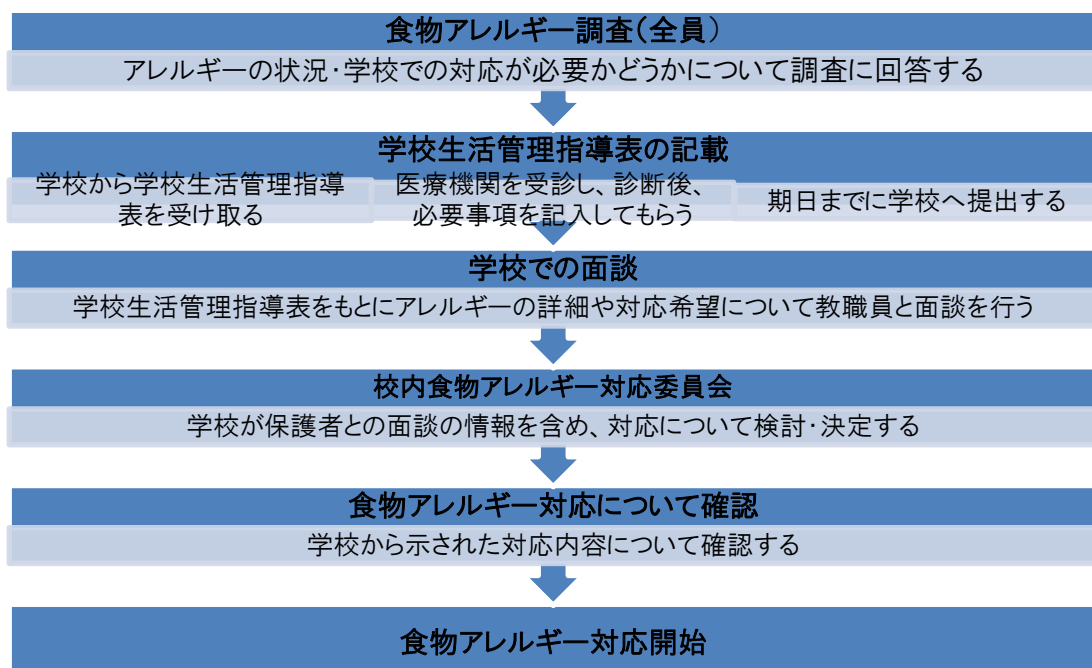 食物アレルギー調査（全員）
アレルギーの状況・学校での対応が必要かどうかについて調査に回答する
学校生活管理指導表の記載
学校から学校生活管理指導
表を受け取る
医療機関を受診し、診断後、
必要事項を記入してもらう
期日までに学校へ提出する
学校での面談
学校生活管理指導表をもとにアレルギーの詳細や対応希望について教職員と面談を行う
校内食物アレルギー対応委員会
学校が保護者との面談の情報を含め、対応について検討・決定する
食物アレルギー対応について確認
学校から示された対応内容について確認する
食物アレルギー対応開始